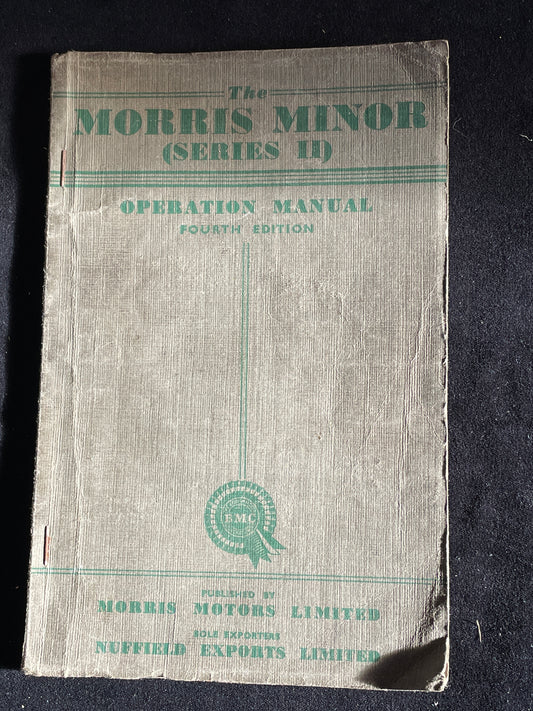 The
MORRIS MINOR
(SERIES II)
OPERATION MANUAL
FOURTH EDITION
BMC
PUBLISHED BY
MORRIS MOTORS LIMITED
SOLE EXPORTERS
NUFFIELD EXPORTS LIMITED